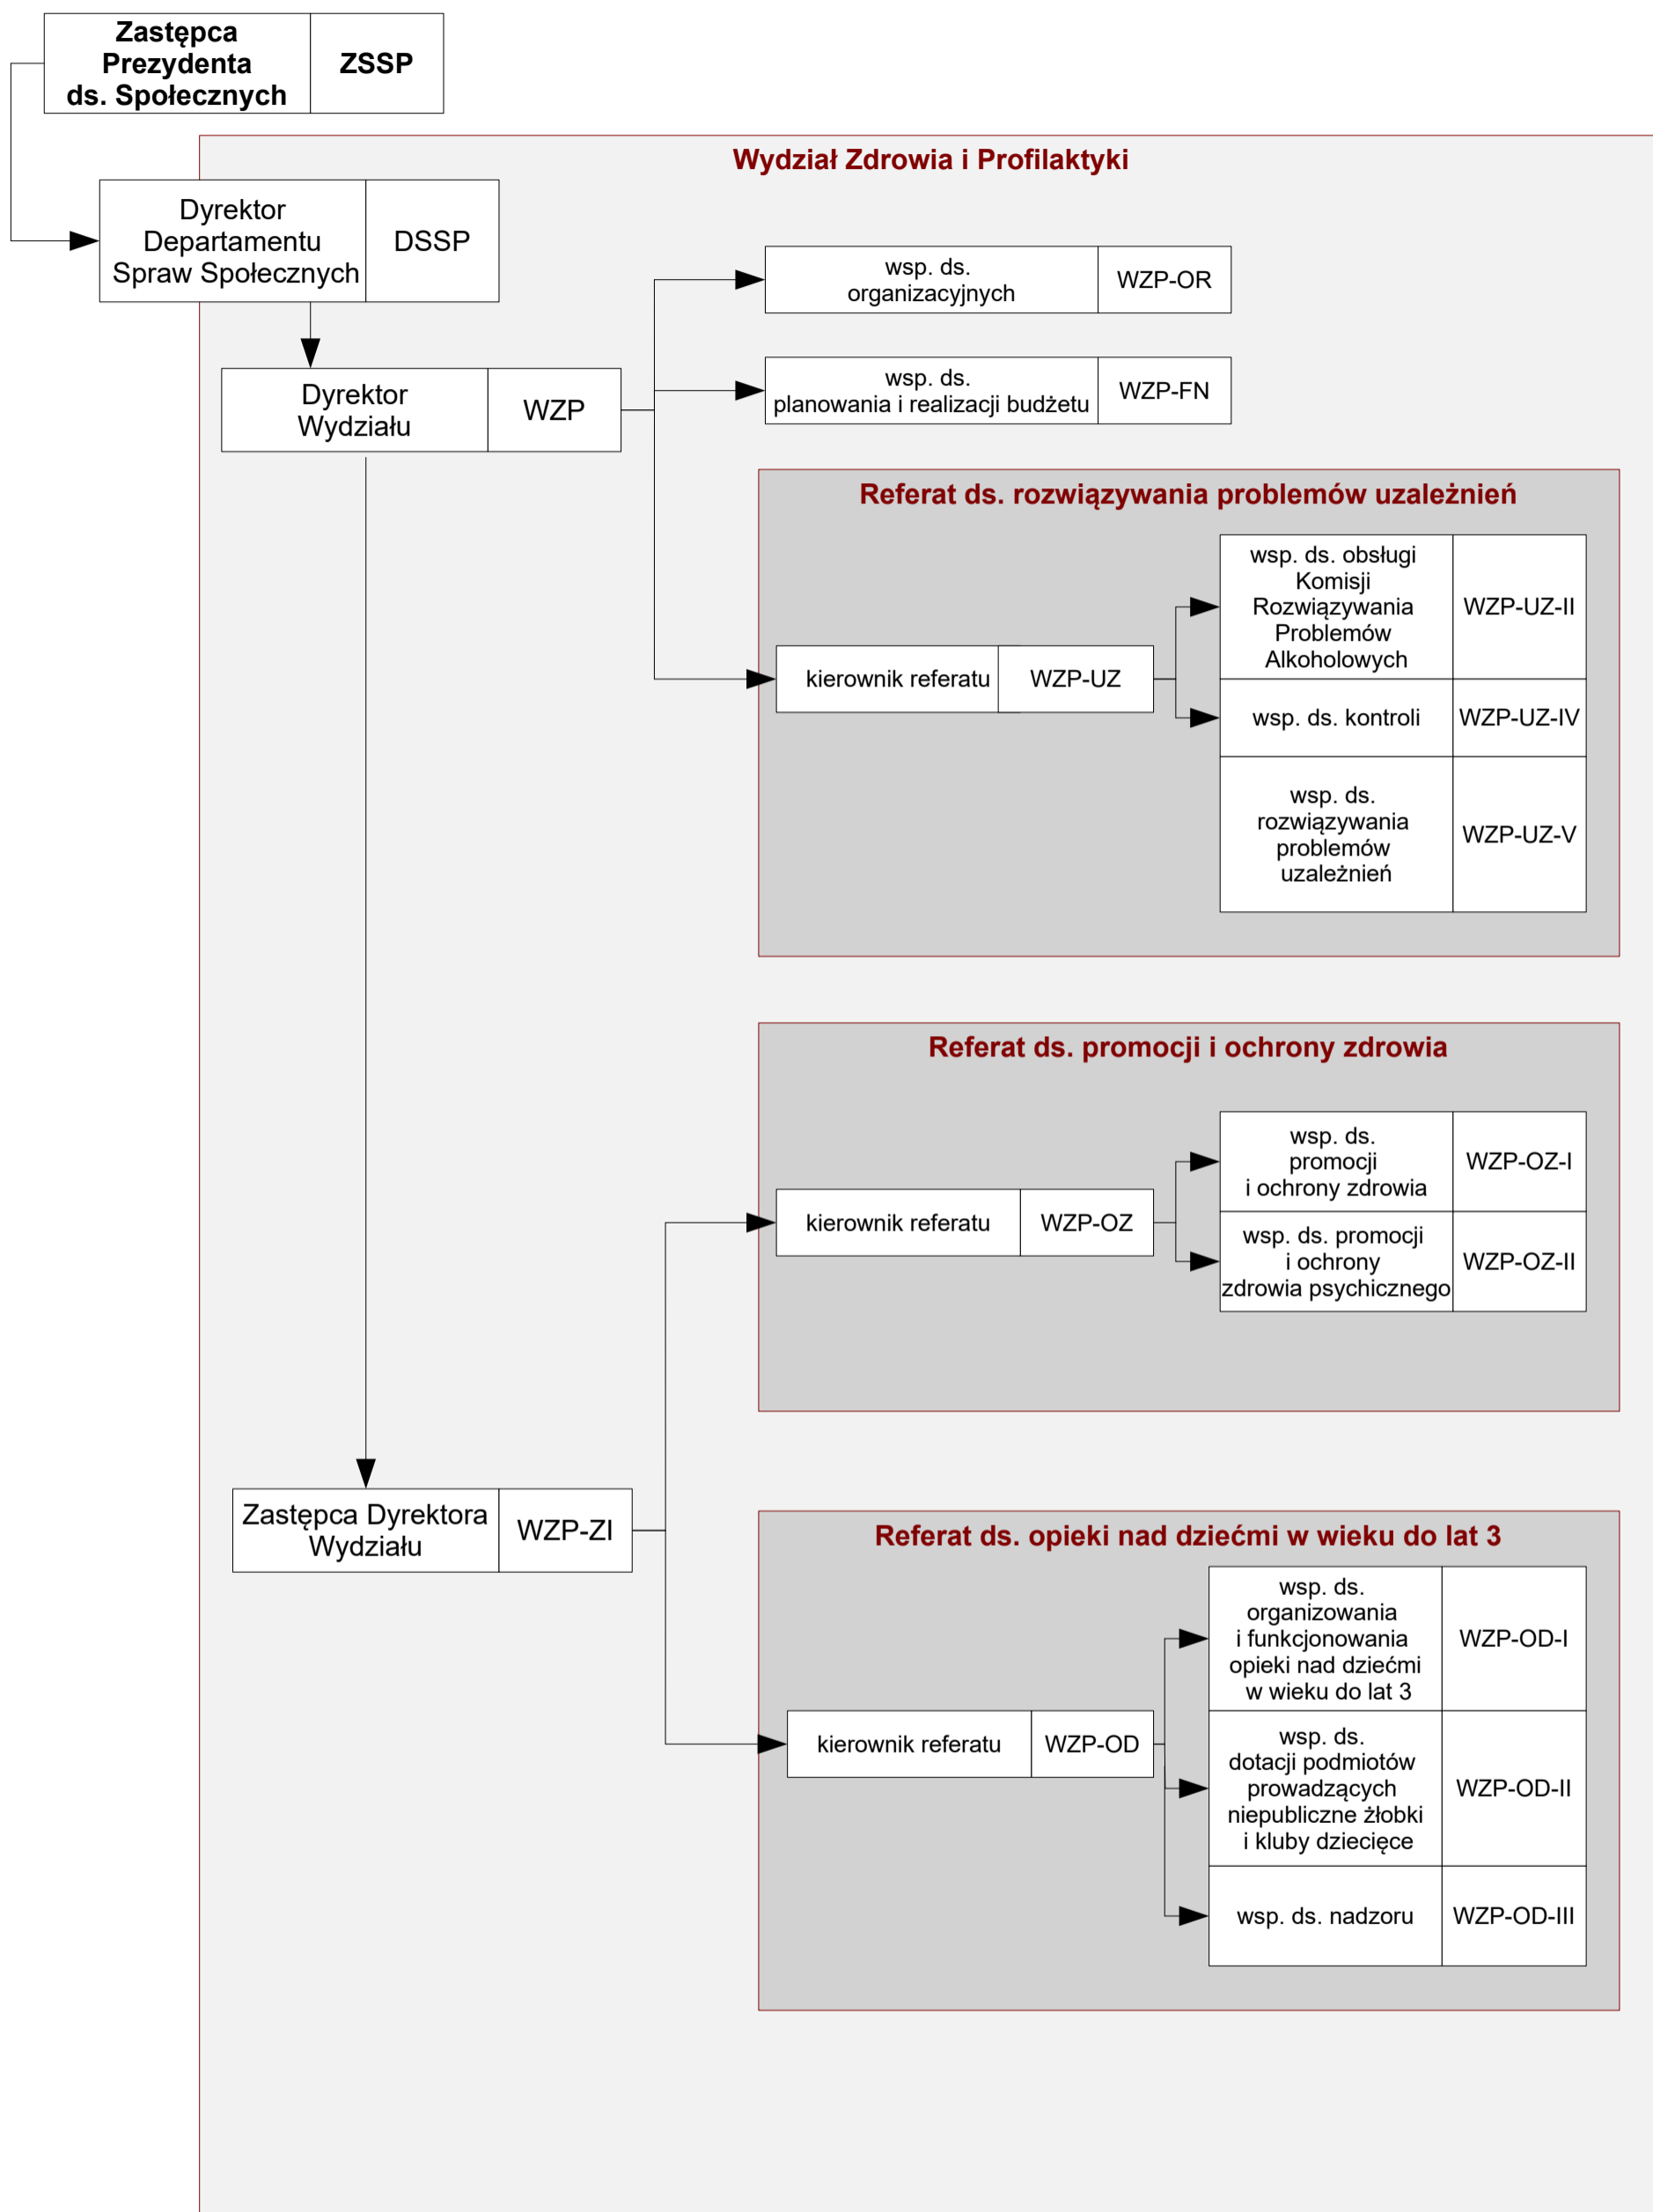 Zastępca
Prezydenta
ds. Społecznych
ZSSP
Wydział Zdrowia i Profilaktyki
Dyrektor
Departamentu
Spraw Społecznych
DSSP
wsp. ds.
organizacyjnych
WZP-OR
Dyrektor
Wydziału
WZP
wsp. ds.
planowania i realizacji budżetu
WZP-FN
Referat ds. rozwiązywania problemów uzależnień
kierownik referatu
WZP-UZ
wsp. ds. obsługi
Komisji
Rozwiązywania
Problemów
Alkoholowych
WZP-UZ-II
wsp. ds. kontroli
WZP-UZ-IV
wsp. ds.
rozwiązywania
problemów
uzależnień
WZP-UZ-V
Referat ds. promocji i ochrony zdrowia
kierownik referatu
WZP-OZ
wsp. ds.
promocji
i ochrony zdrowia
WZP-OZ-I
wsp. ds. promocji
i ochrony
zdrowia psychicznego
WZP-OZ-II
Zastępca Dyrektora
Wydziału
WZP-ZI
Referat ds. opieki nad dziećmi w wieku do lat 3
kierownik referatu
WZP-OD
wsp. ds.
organizowania
i funkcjonowania
opieki nad dziećmi
w wieku do lat 3
WZP-OD-I
wsp. ds.
dotacji podmiotów
prowadzących
niepubliczne żłobki
i kluby dziecięce
WZP-OD-II
wsp. ds. nadzoru
WZP-OD-III